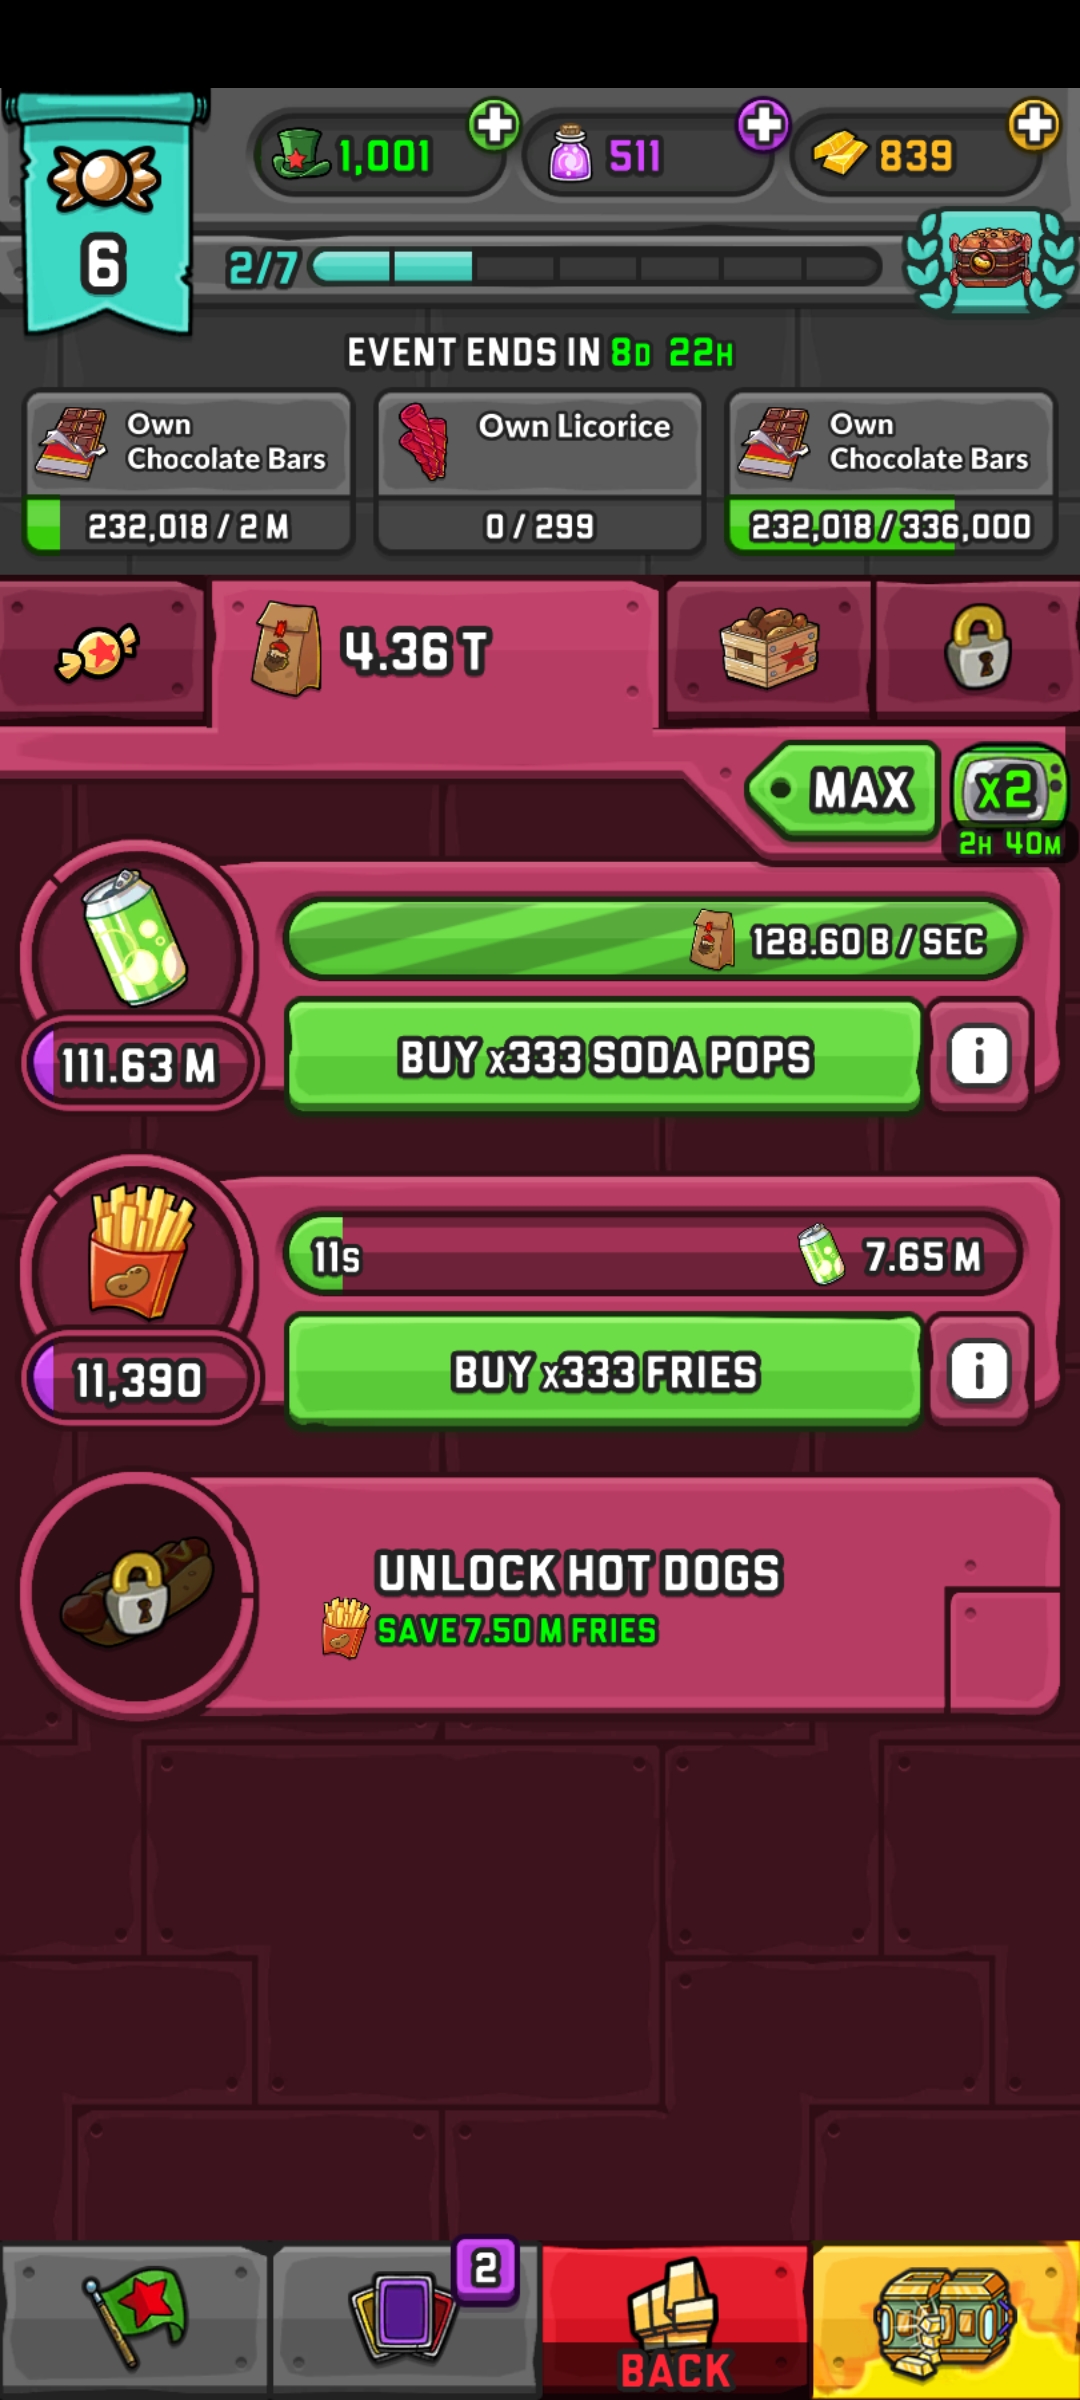 6
1,001
511
839
2/7
EVENT ENDS IN 8D 22H
Own
Chocolate Bars
232,018 / 2 M
Own Licorice
0 / 299
Own
Chocolate Bars
232,018 / 336,000
4.36 T
MAX
x2
2H 40M
128.60 B / SEC
111.63 M
BUY x333 SODA POPS
i
11s
7.65 M
11,390
BUY x333 FRIES
i
UNLOCK HOT DOGS
SAVE 7.50 M FRIES
2
BACK